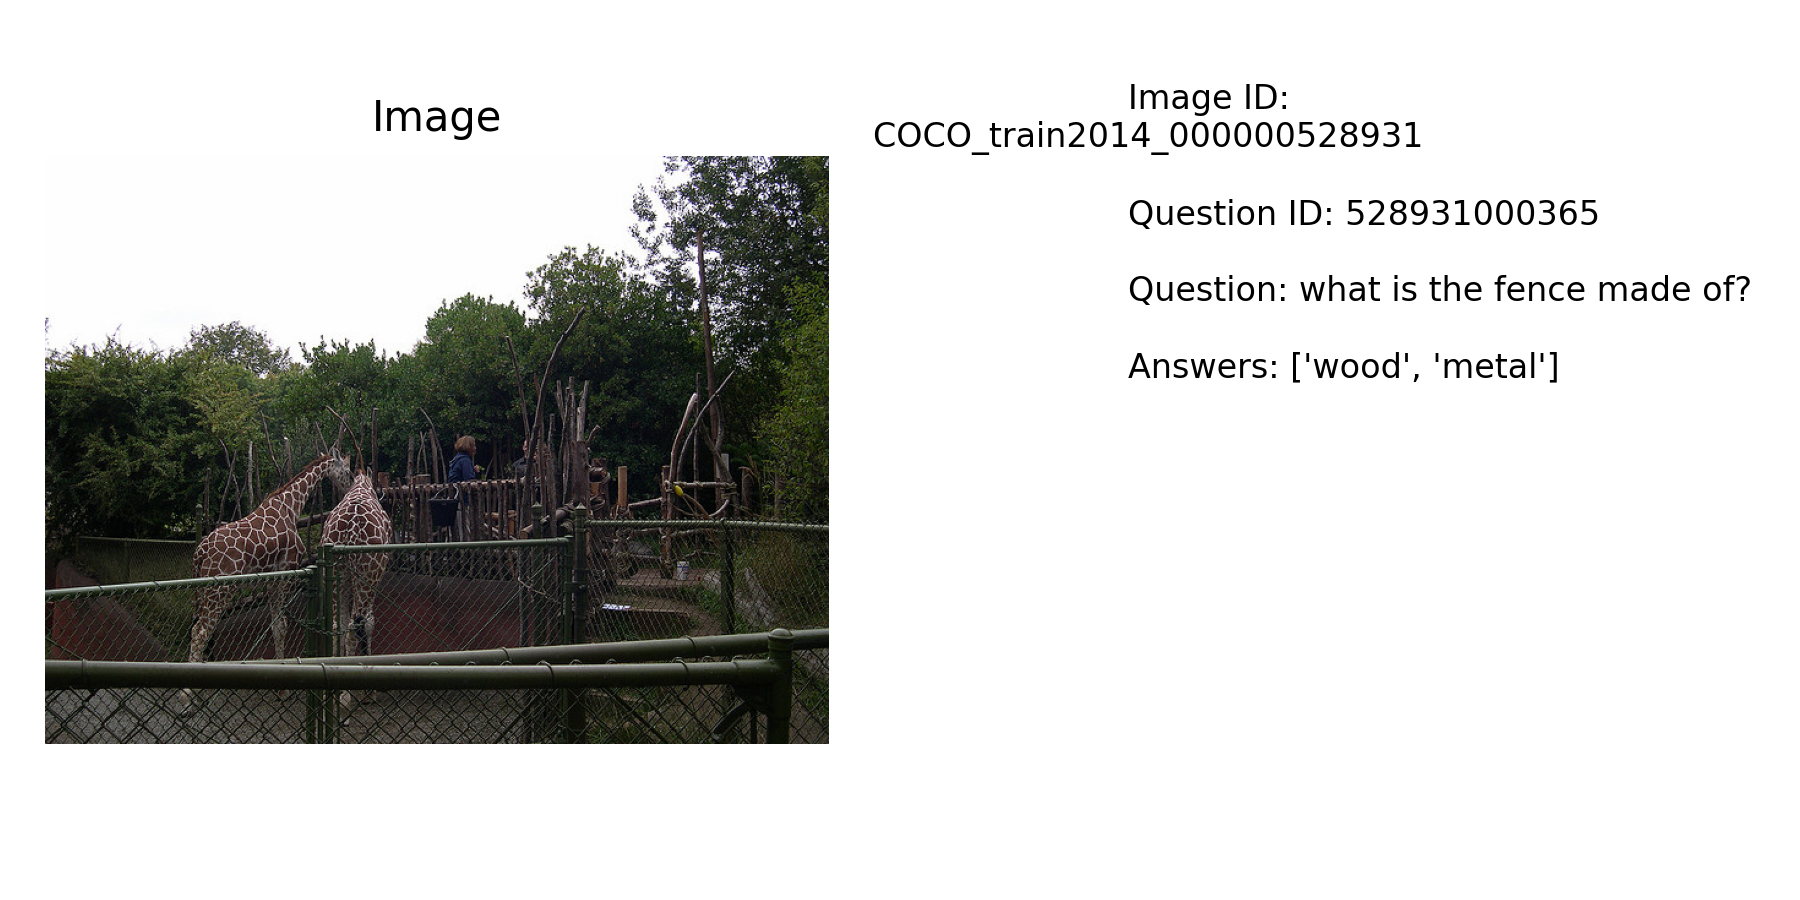 Image
Image ID:
COCO_train2014_000000528931
Question ID: 528931000365
Question: what is the fence made of?
Answers: ['wood', 'metal']